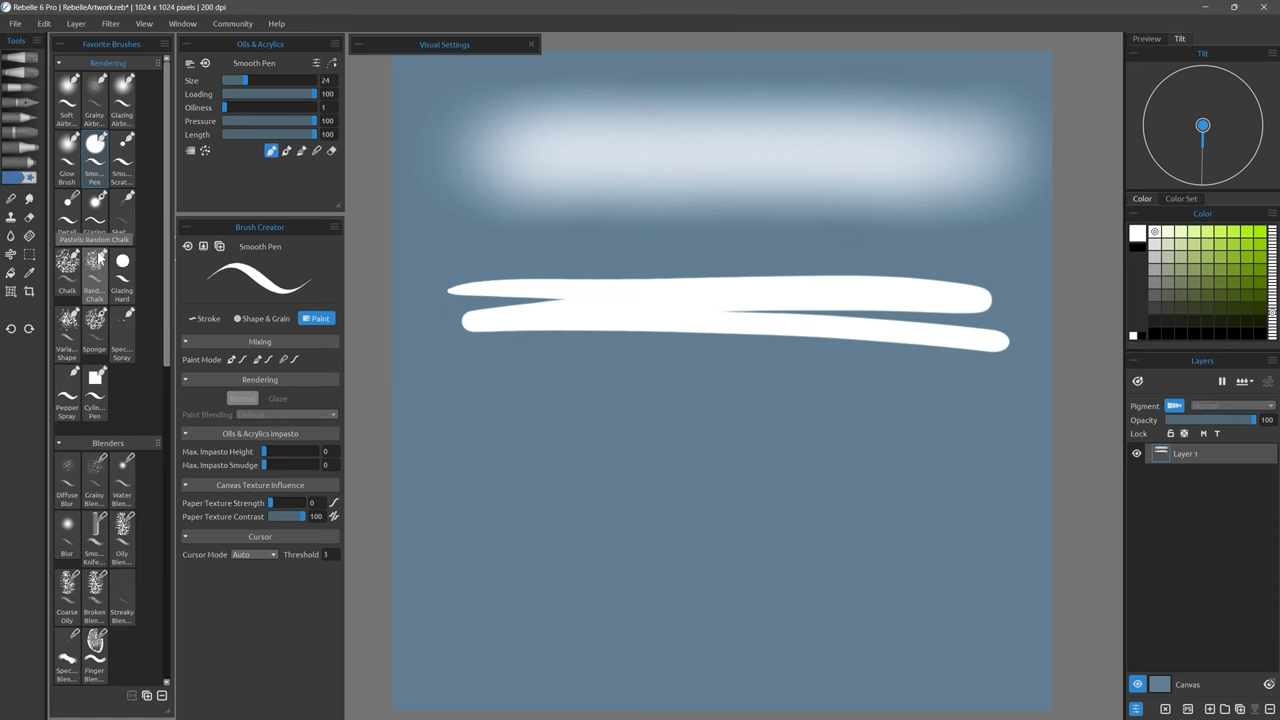 Rebelle 6 Pro | RebelleArtwork.reb* | 1024 x 1024 pixels | 200 dpi
File Edit View Layer Filter View Window Community Help
Tools
Favorite Brushes
Rendering
Soft Airbr...
Grainy Airbr...
Glazing Airbr...
Glow Brush
Smo... Pen
Smo... Scrat...
Detail
Glazing
Sket...
Pastels: Random Chalk
Chalk
Rand... Chalk
Glazing Hard
Varia... Shape
Sponge
Spec... Spray
Pepper Spray
Cylin... Pen
Blenders
Diffuse Blur
Grainy Blen...
Water Blen...
Blur
Smo... Knife...
Oily Blen...
Coarse Oily
Broken Blen...
Streaky Blen...
Spec... Blen...
Finger Blen...
Oils & Acrylics
Smooth Pen
Size 24
Loading 100
Oiliness 1
Pressure 100
Length 100
Brush Creator
Smooth Pen
Stroke Shape & Grain Paint
Mixing
Paint Mode
Rendering
Normal Glaze
Paint Blending Default
Oils & Acrylics Impasto
Max. Impasto Height 0
Max. Impasto Smudge 0
Canvas Texture Influence
Paper Texture Strength 0
Paper Texture Contrast 100
Cursor
Cursor Mode Auto Threshold 3
Visual Settings
Preview Tilt
Tilt
Color Color Set
Color
Layers
Pigment Normal
Opacity 100
Lock M T
Layer 1
Canvas